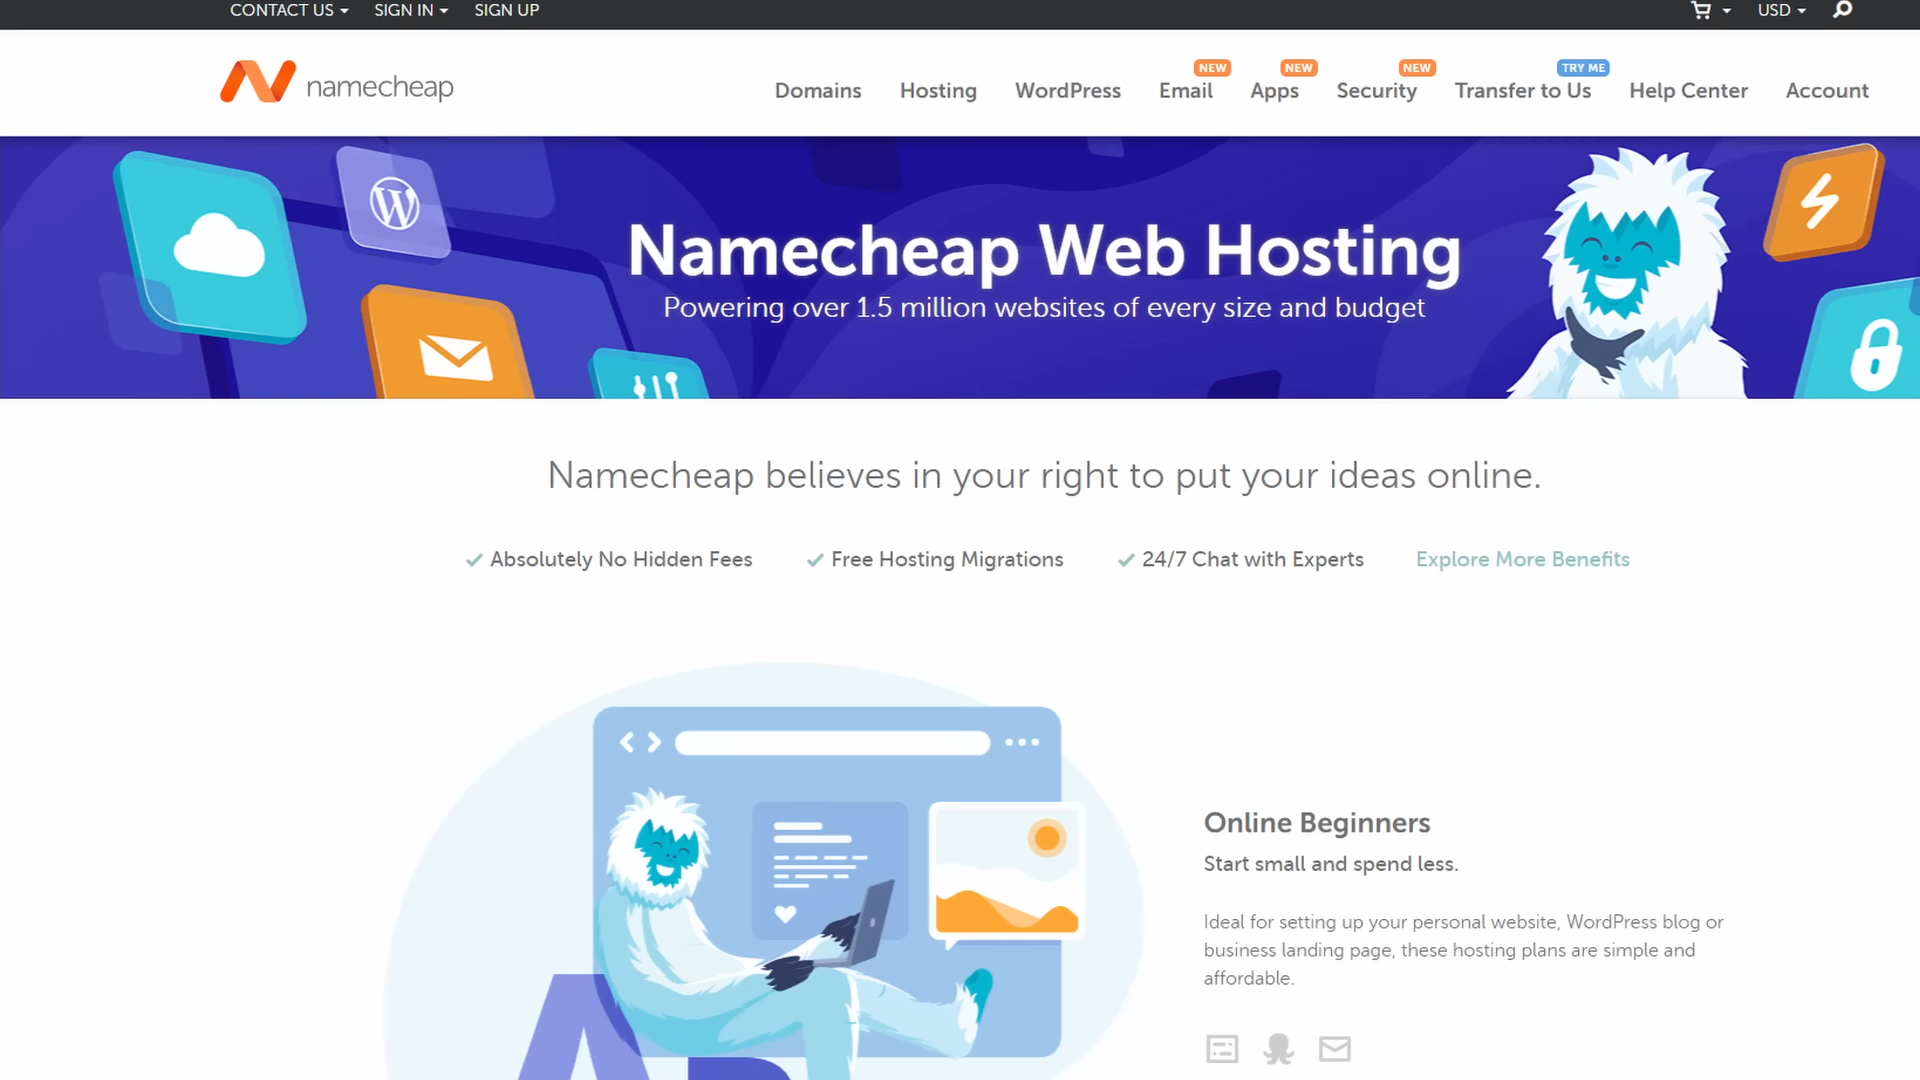 CONTACT US
SIGN IN
SIGN UP
USD
namecheap
Domains
Hosting
WordPress
Email
NEW
Apps
NEW
Security
NEW
Transfer to Us
TRY ME
Help Center
Account
Namecheap Web Hosting
Powering over 1.5 million websites of every size and budget
Namecheap believes in your right to put your ideas online.
Absolutely No Hidden Fees
Free Hosting Migrations
24/7 Chat with Experts
Explore More Benefits
Online Beginners
Start small and spend less.
Ideal for setting up your personal website, WordPress blog or
business landing page, these hosting plans are simple and
affordable.